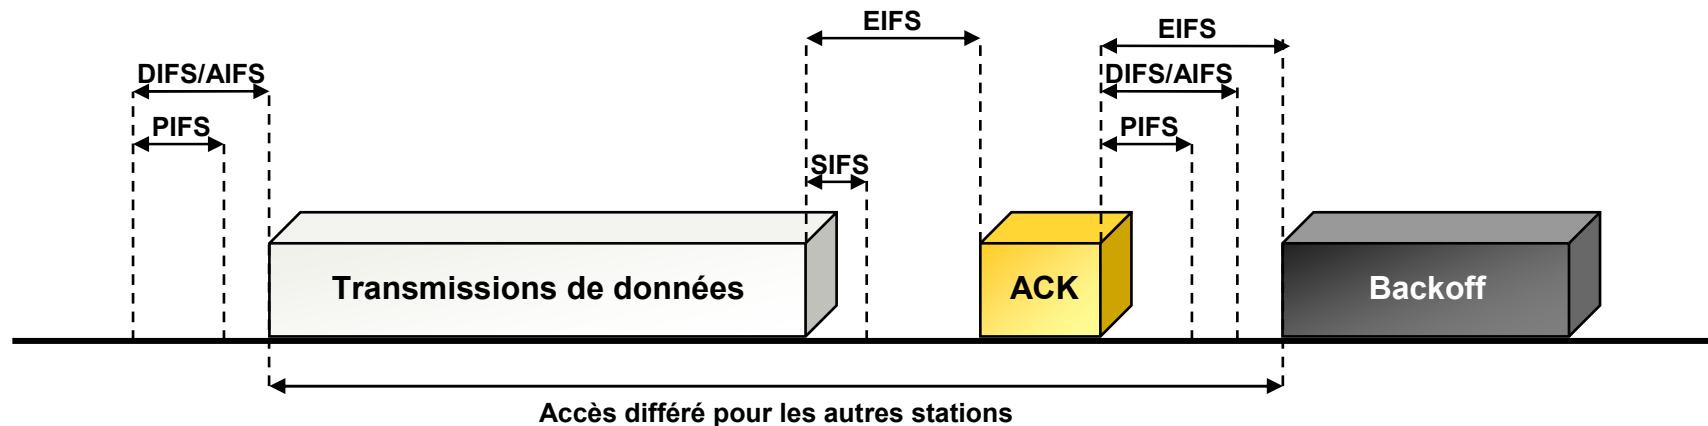 EIFS
EIFS
DIFS/AIFS
DIFS/AIFS
PIFS
PIFS
SIFS
Transmissions de données
ACK
Backoff
Accès différé pour les autres stations